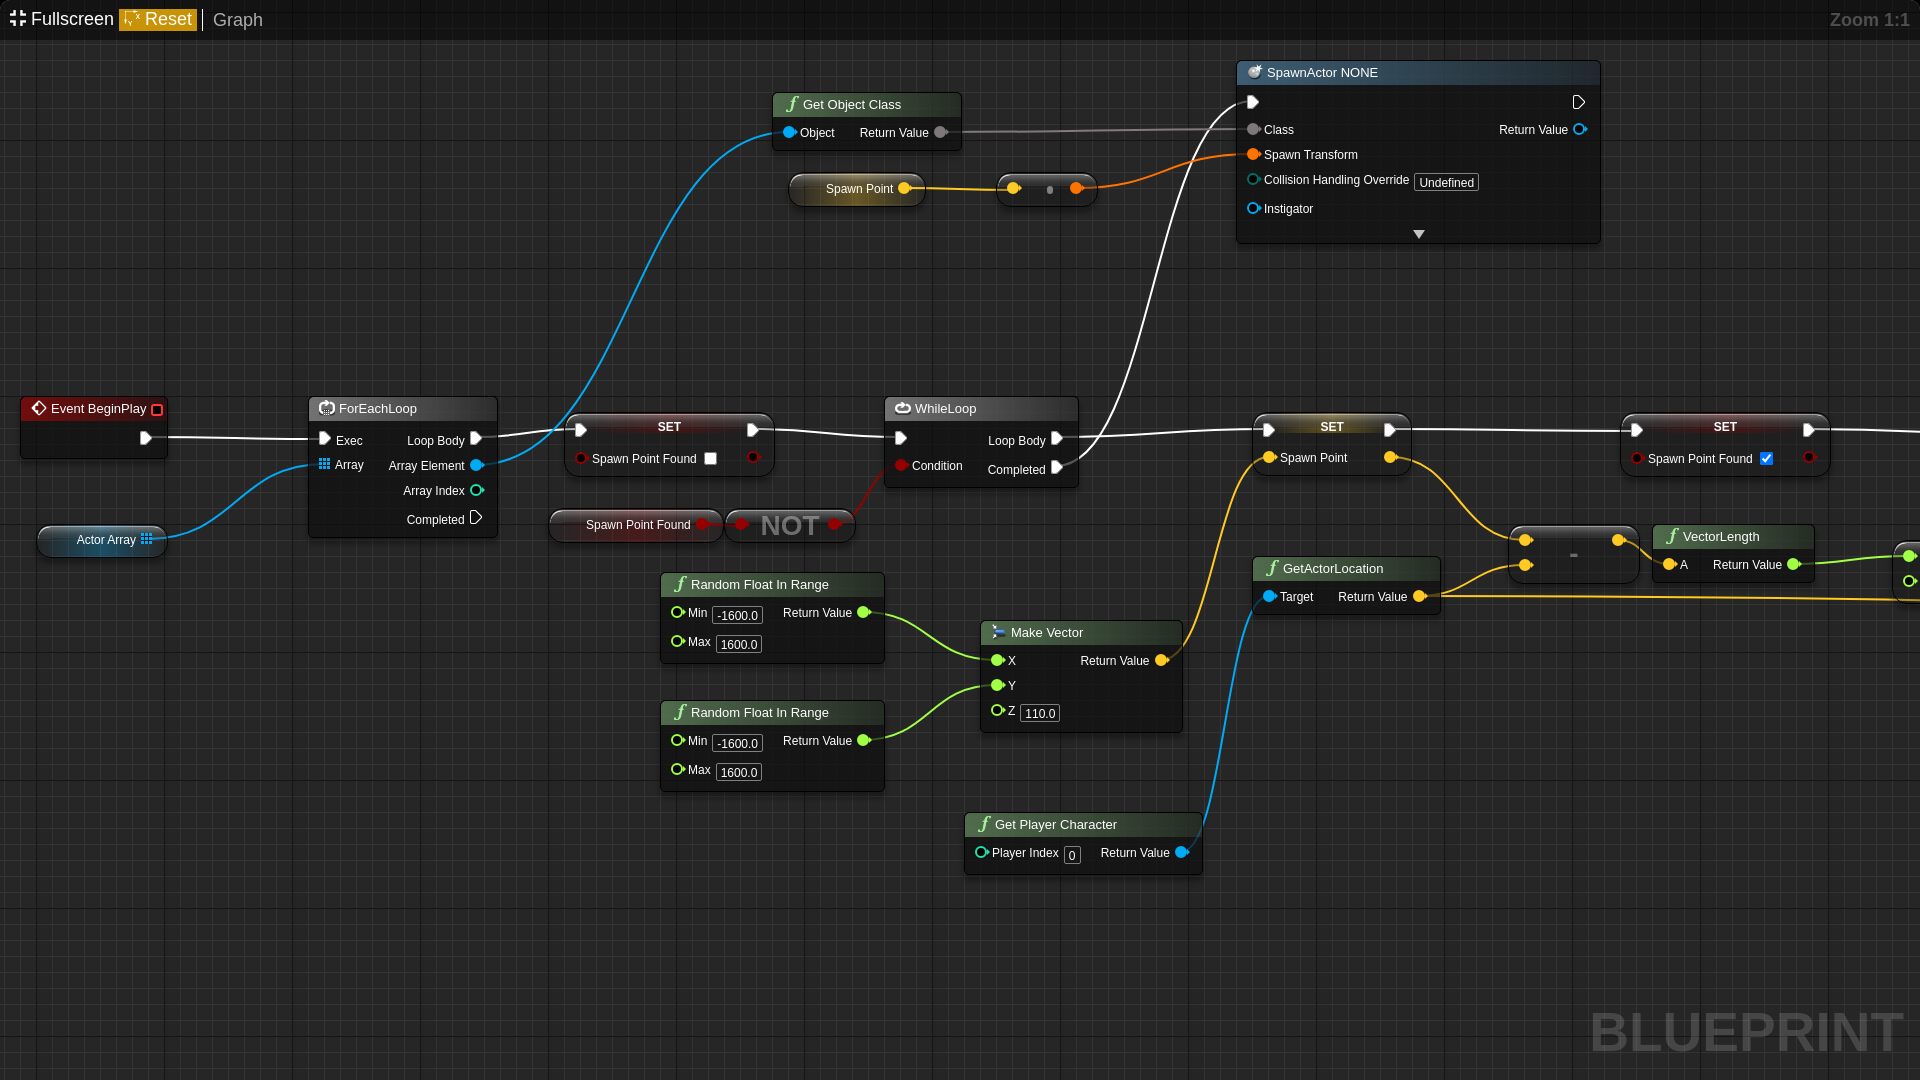 Fullscreen Reset Graph
Zoom 1:1
SpawnActor NONE
Class
Return Value
Spawn Transform
Collision Handling Override Undefined
Instigator
Get Object Class
Object Return Value
Spawn Point
Event BeginPlay
ForEachLoop
Exec Loop Body
Array Array Element
Array Index
Completed
Actor Array
SET
Spawn Point Found
Spawn Point Found
NOT
WhileLoop
Loop Body
Condition
Completed
SET
Spawn Point
SET
Spawn Point Found
-
VectorLength
A Return Value
GetActorLocation
Target Return Value
Random Float In Range
Min -1600.0 Return Value
Max 1600.0
Make Vector
X Return Value
Y
Z 110.0
Random Float In Range
Min -1600.0 Return Value
Max 1600.0
Get Player Character
Player Index 0 Return Value
BLUEPRINT